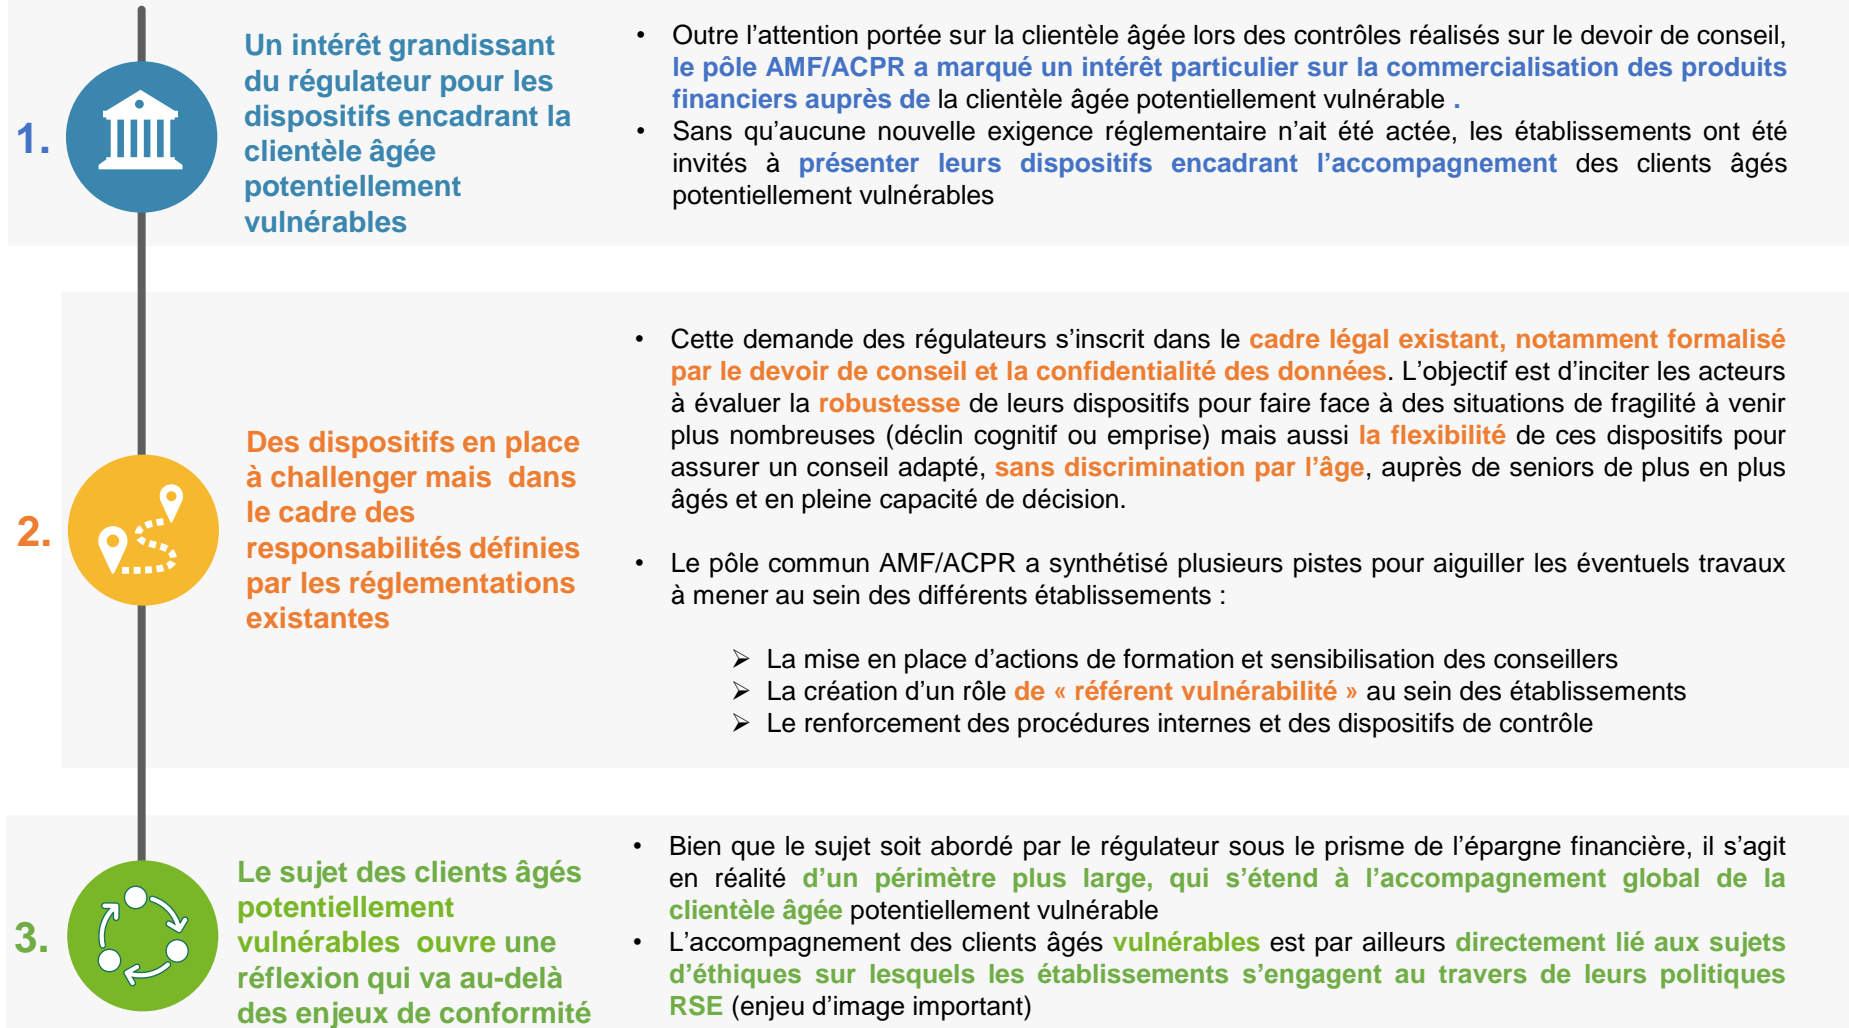 1.
Un intérêt grandissant
du régulateur pour les
dispositifs encadrant la
clientèle âgée
potentiellement
vulnérables
• Outre l’attention portée sur la clientèle âgée lors des contrôles réalisés sur le devoir de conseil,
le pôle AMF/ACPR a marqué un intérêt particulier sur la commercialisation des produits
financiers auprès de la clientèle âgée potentiellement vulnérable .
• Sans qu’aucune nouvelle exigence réglementaire n’ait été actée, les établissements ont été
invités à présenter leurs dispositifs encadrant l’accompagnement des clients âgés
potentiellement vulnérables
2.
Des dispositifs en place
à challenger mais dans
le cadre des
responsabilités définies
par les réglementations
existantes
• Cette demande des régulateurs s’inscrit dans le cadre légal existant, notamment formalisé
par le devoir de conseil et la confidentialité des données. L’objectif est d’inciter les acteurs
à évaluer la robustesse de leurs dispositifs pour faire face à des situations de fragilité à venir
plus nombreuses (déclin cognitif ou emprise) mais aussi la flexibilité de ces dispositifs pour
assurer un conseil adapté, sans discrimination par l’âge, auprès de seniors de plus en plus
âgés et en pleine capacité de décision.
• Le pôle commun AMF/ACPR a synthétisé plusieurs pistes pour aiguiller les éventuels travaux
à mener au sein des différents établissements :
➢ La mise en place d’actions de formation et sensibilisation des conseillers
➢ La création d’un rôle de « référent vulnérabilité » au sein des établissements
➢ Le renforcement des procédures internes et des dispositifs de contrôle
3.
Le sujet des clients âgés
potentiellement
vulnérables ouvre une
réflexion qui va au-delà
des enjeux de conformité
• Bien que le sujet soit abordé par le régulateur sous le prisme de l’épargne financière, il s’agit
en réalité d’un périmètre plus large, qui s’étend à l’accompagnement global de la
clientèle âgée potentiellement vulnérable
• L’accompagnement des clients âgés vulnérables est par ailleurs directement lié aux sujets
d’éthiques sur lesquels les établissements s’engagent au travers de leurs politiques
RSE (enjeu d’image important)